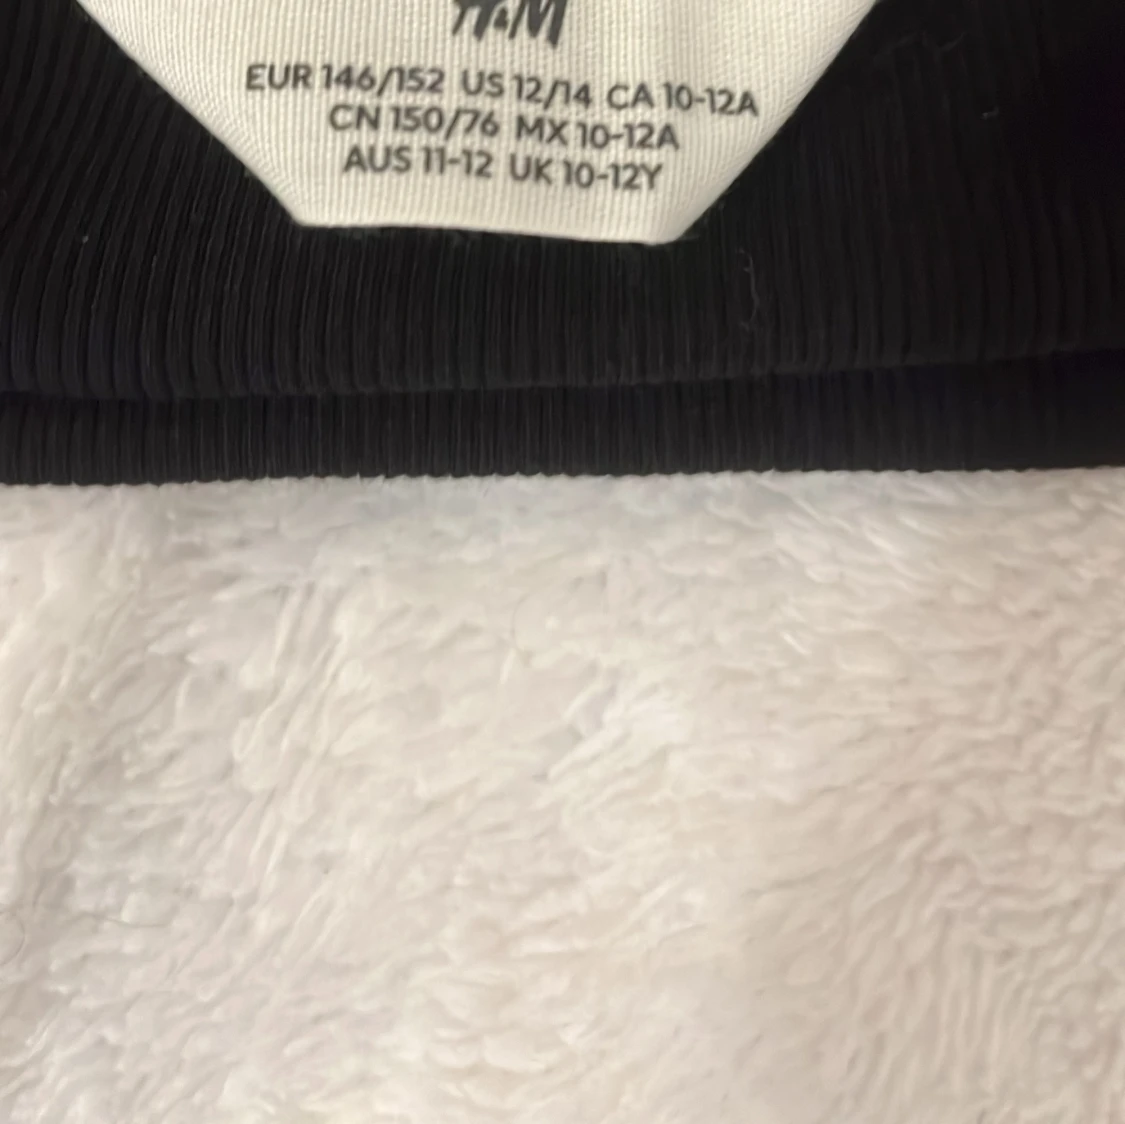 H&M
EUR 146/152 US 12/14 CA 10-12A
CN 150/76 MX 10-12A
AUS 11-12 UK 10-12Y